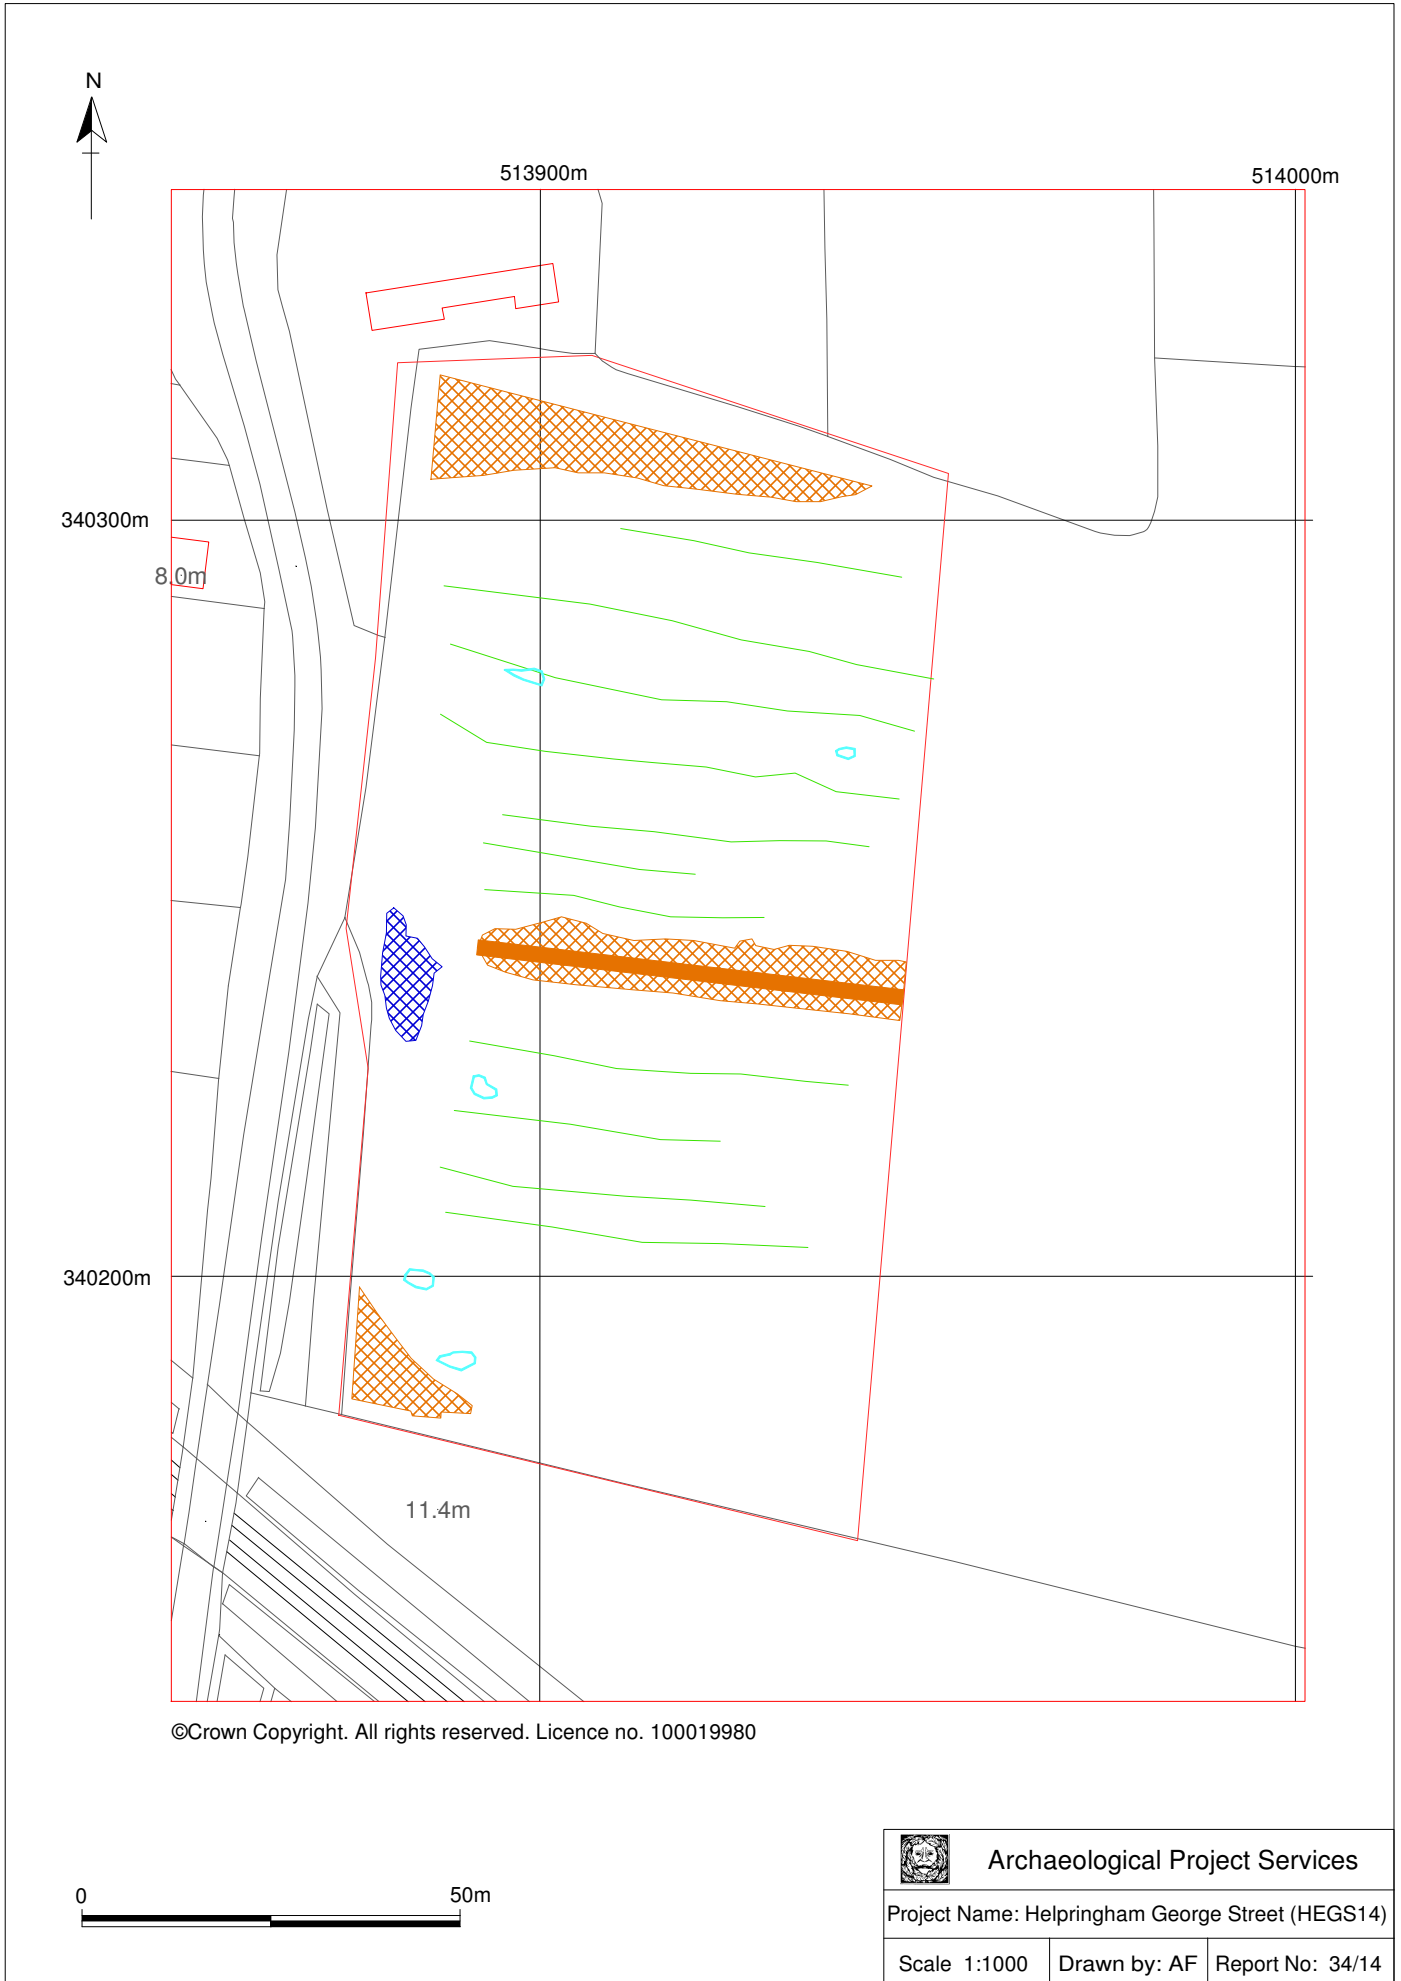 N
513900m
514000m
340300m
8.0m
340200m
11.4m
©Crown Copyright. All rights reserved. Licence no. 100019980
0
50m
Archaeological Project Services
Project Name: Helpringham George Street (HEGS14)
Scale 1:1000
Drawn by: AF
Report No: 34/14